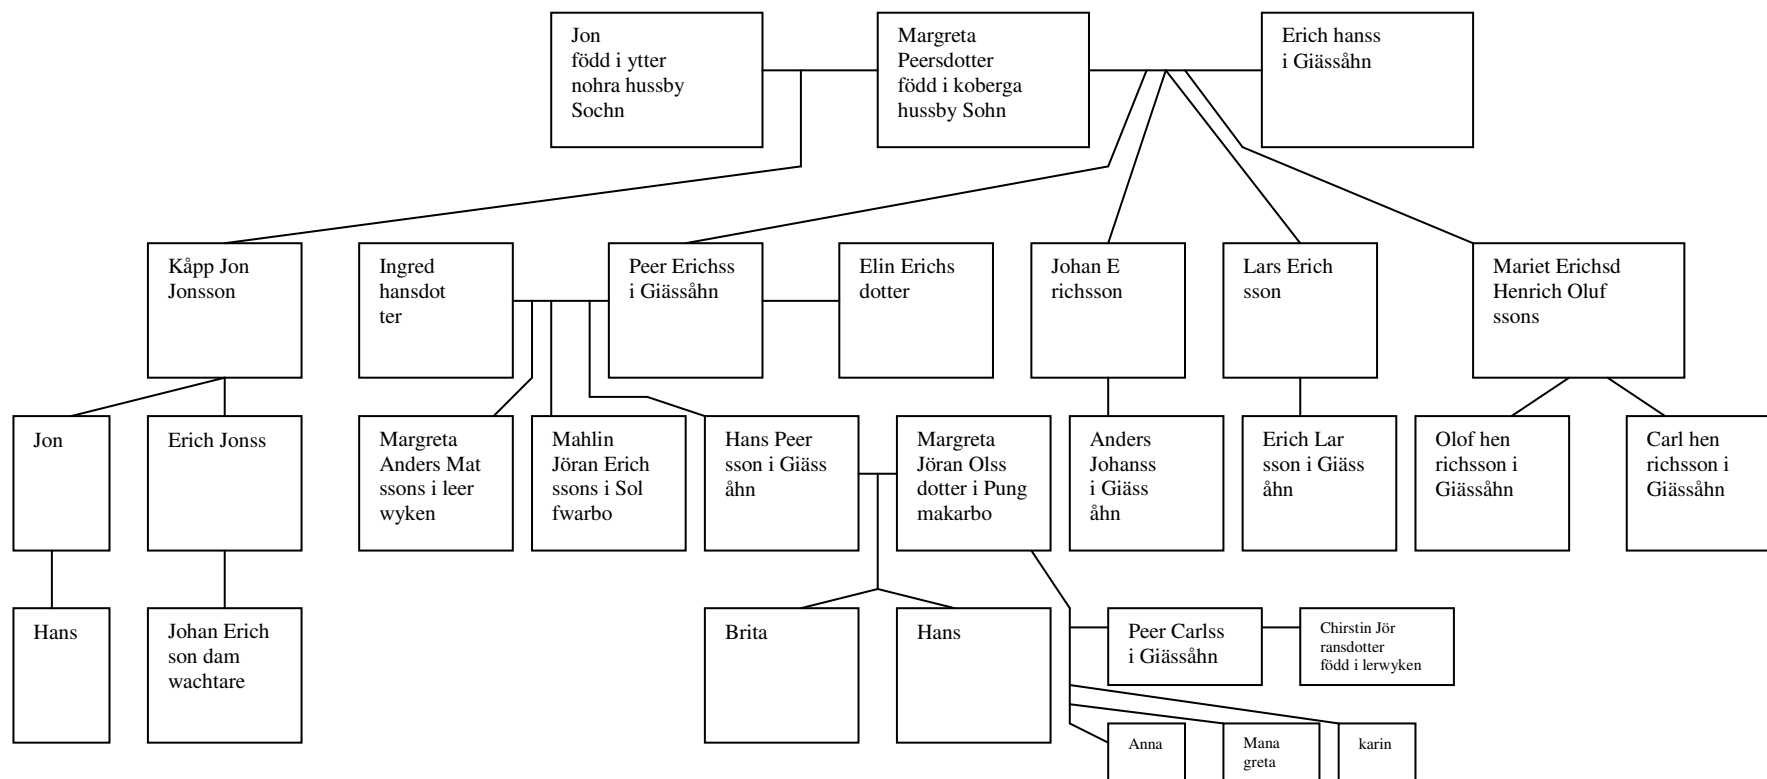 Jon
född i ytter
nohra hussby
Sochn
Margreta
Peersdotter
född i koberga
hussby Sohn
Erich hanss
i Giässåhn
Kåpp Jon
Jonsson
Ingred
hansdot
ter
Peer Erichss
i Giässåhn
Elin Erichs
dotter
Johan E
richsson
Lars Erich
sson
Mariet Erichsd
Henrich Oluf
ssons
Jon
Erich Jonss
Margreta
Anders Mat
ssons i leer
wyken
Mahlin
Jöran Erich
ssons i Sol
fwarbo
Hans Peer
sson i Giäss
åhn
Margreta
Jöran Olss
dotter i Pung
makarbo
Anders
Johanss
i Giäss
åhn
Erich Lar
sson i Giäss
åhn
Olof hen
richsson i
Giässåhn
Carl hen
richsson i
Giässåhn
Hans
Johan Erich
son dam
wachtare
Brita
Hans
Peer Carlss
i Giässåhn
Chirstin Jör
ransdotter
född i lerwyken
Anna
Mana
greta
karin